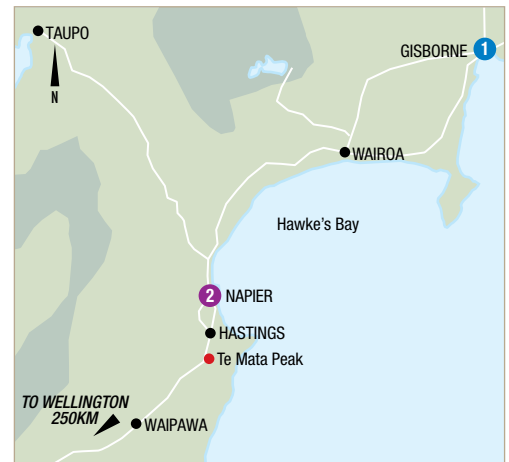 TAUPO
GISBORNE 1
N
WAIROA
Hawke's Bay
2 NAPIER
HASTINGS
Te Mata Peak
TO WELLINGTON
250KM
WAIPAWA